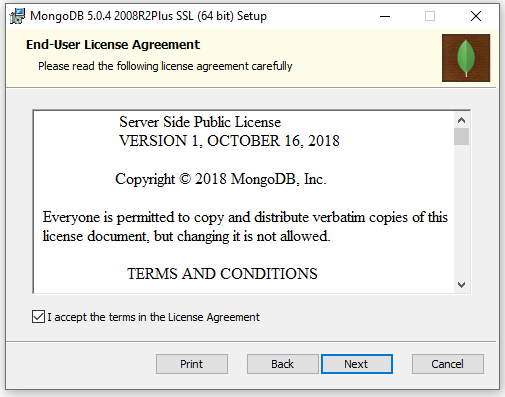 MongoDB 5.0.4 2008R2Plus SSL (64 bit) Setup
End-User License Agreement
Please read the following license agreement carefully
Server Side Public License
VERSION 1, OCTOBER 16, 2018
Copyright © 2018 MongoDB, Inc.
Everyone is permitted to copy and distribute verbatim copies of this
license document, but changing it is not allowed.
TERMS AND CONDITIONS
I accept the terms in the License Agreement
Print Back Next Cancel